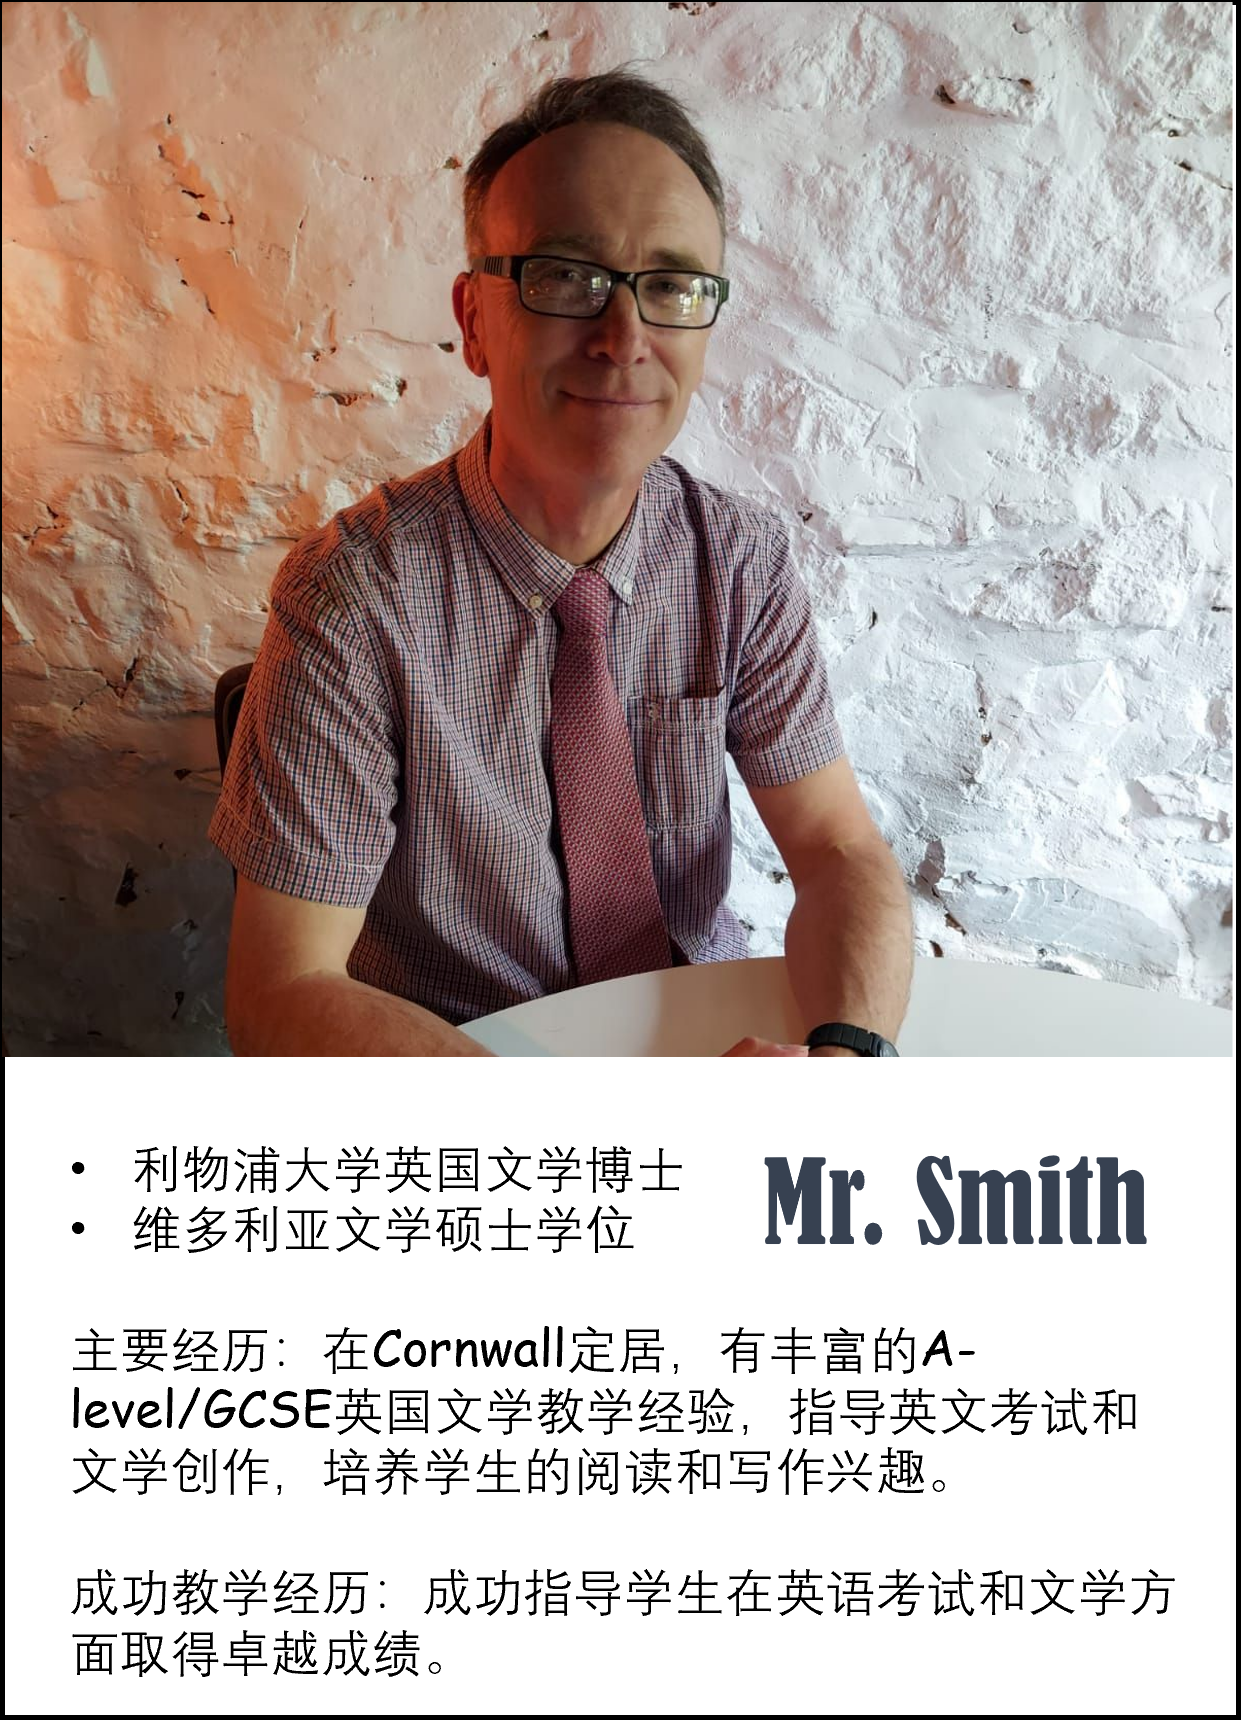 • 利物浦大学英国文学博士
• 维多利亚文学硕士学位
Mr. Smith
主要经历：在Cornwall定居，有丰富的A-
level/GCSE英国文学教学经验，指导英文考试和
文学创作，培养学生的阅读和写作兴趣。
成功教学经历：成功指导学生在英语考试和文学方
面取得卓越成绩。